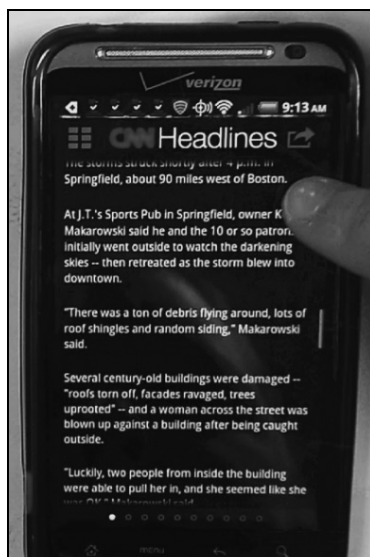 verizon
9:13 AM
CNN Headlines
The storms struck shortly after 4 p.m. in
Springfield, about 90 miles west of Boston.
At J.T.'s Sports Pub in Springfield, owner K
Makarowski said he and the 10 or so patron
initially went outside to watch the darkening
skies -- then retreated as the storm blew into
downtown.
"There was a ton of debris flying around, lots of
roof shingles and random siding," Makarowski
said.
Several century-old buildings were damaged --
"roofs torn off, facades ravaged, trees
uprooted" -- and a woman across the street was
blown up against a building after being caught
outside.
"Luckily, two people from inside the building
were able to pull her in, and she seemed like she
was OK," Makarowski said.
menu